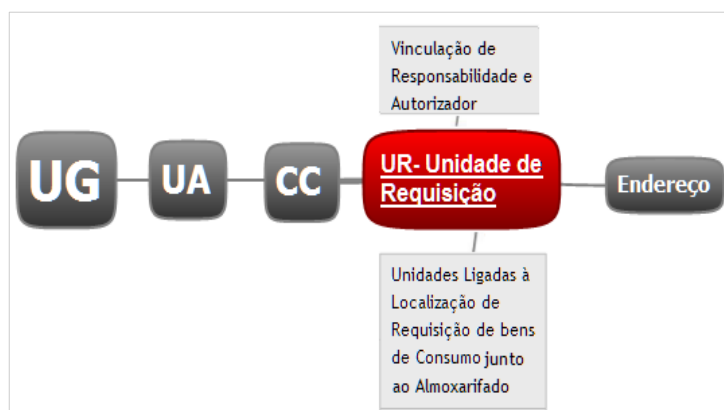 Vinculação de
Responsabilidade e
Autorizador
UG
UA
CC
UR- Unidade de
Requisição
Endereço
Unidades Ligadas à
Localização de
Requisição de bens
de Consumo junto
ao Almoxarifado